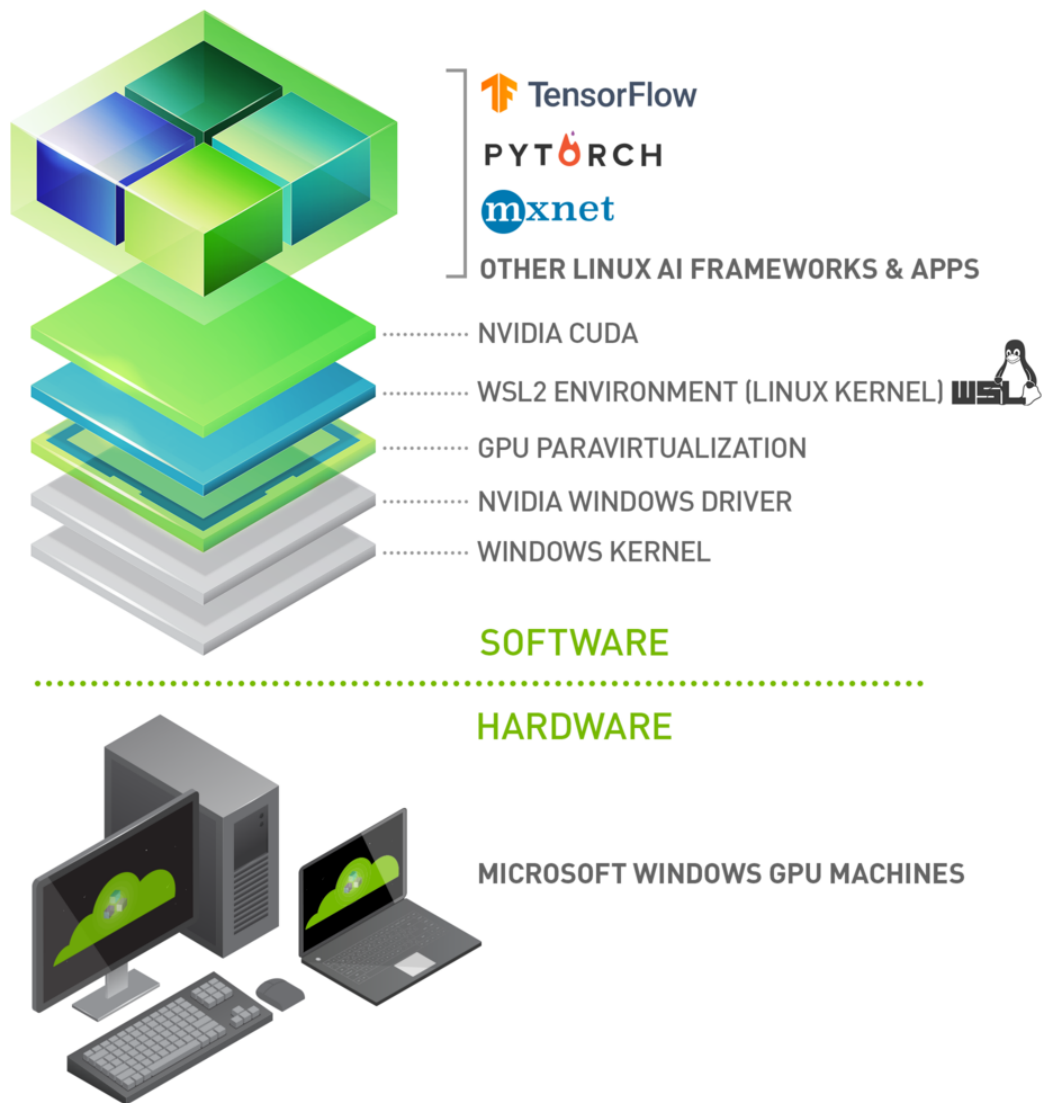 TensorFlow
PYTORCH
mxnet
OTHER LINUX AI FRAMEWORKS & APPS
NVIDIA CUDA
WSL2 ENVIRONMENT (LINUX KERNEL) WSL
GPU PARAVIRTUALIZATION
NVIDIA WINDOWS DRIVER
WINDOWS KERNEL
SOFTWARE
HARDWARE
MICROSOFT WINDOWS GPU MACHINES